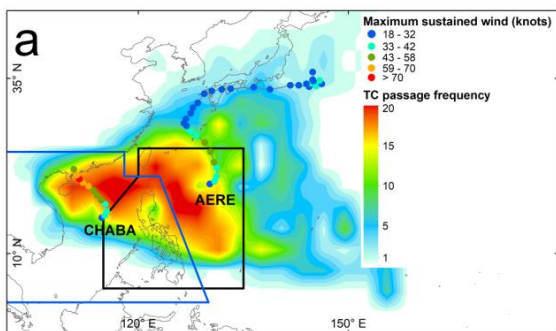 a
Maximum sustained wind (knots)
18 - 32
33 - 42
43 - 58
59 - 70
> 70
TC passage frequency
20
15
10
5
1
35°N
10°N
AERE
CHABA
120°E
150°E